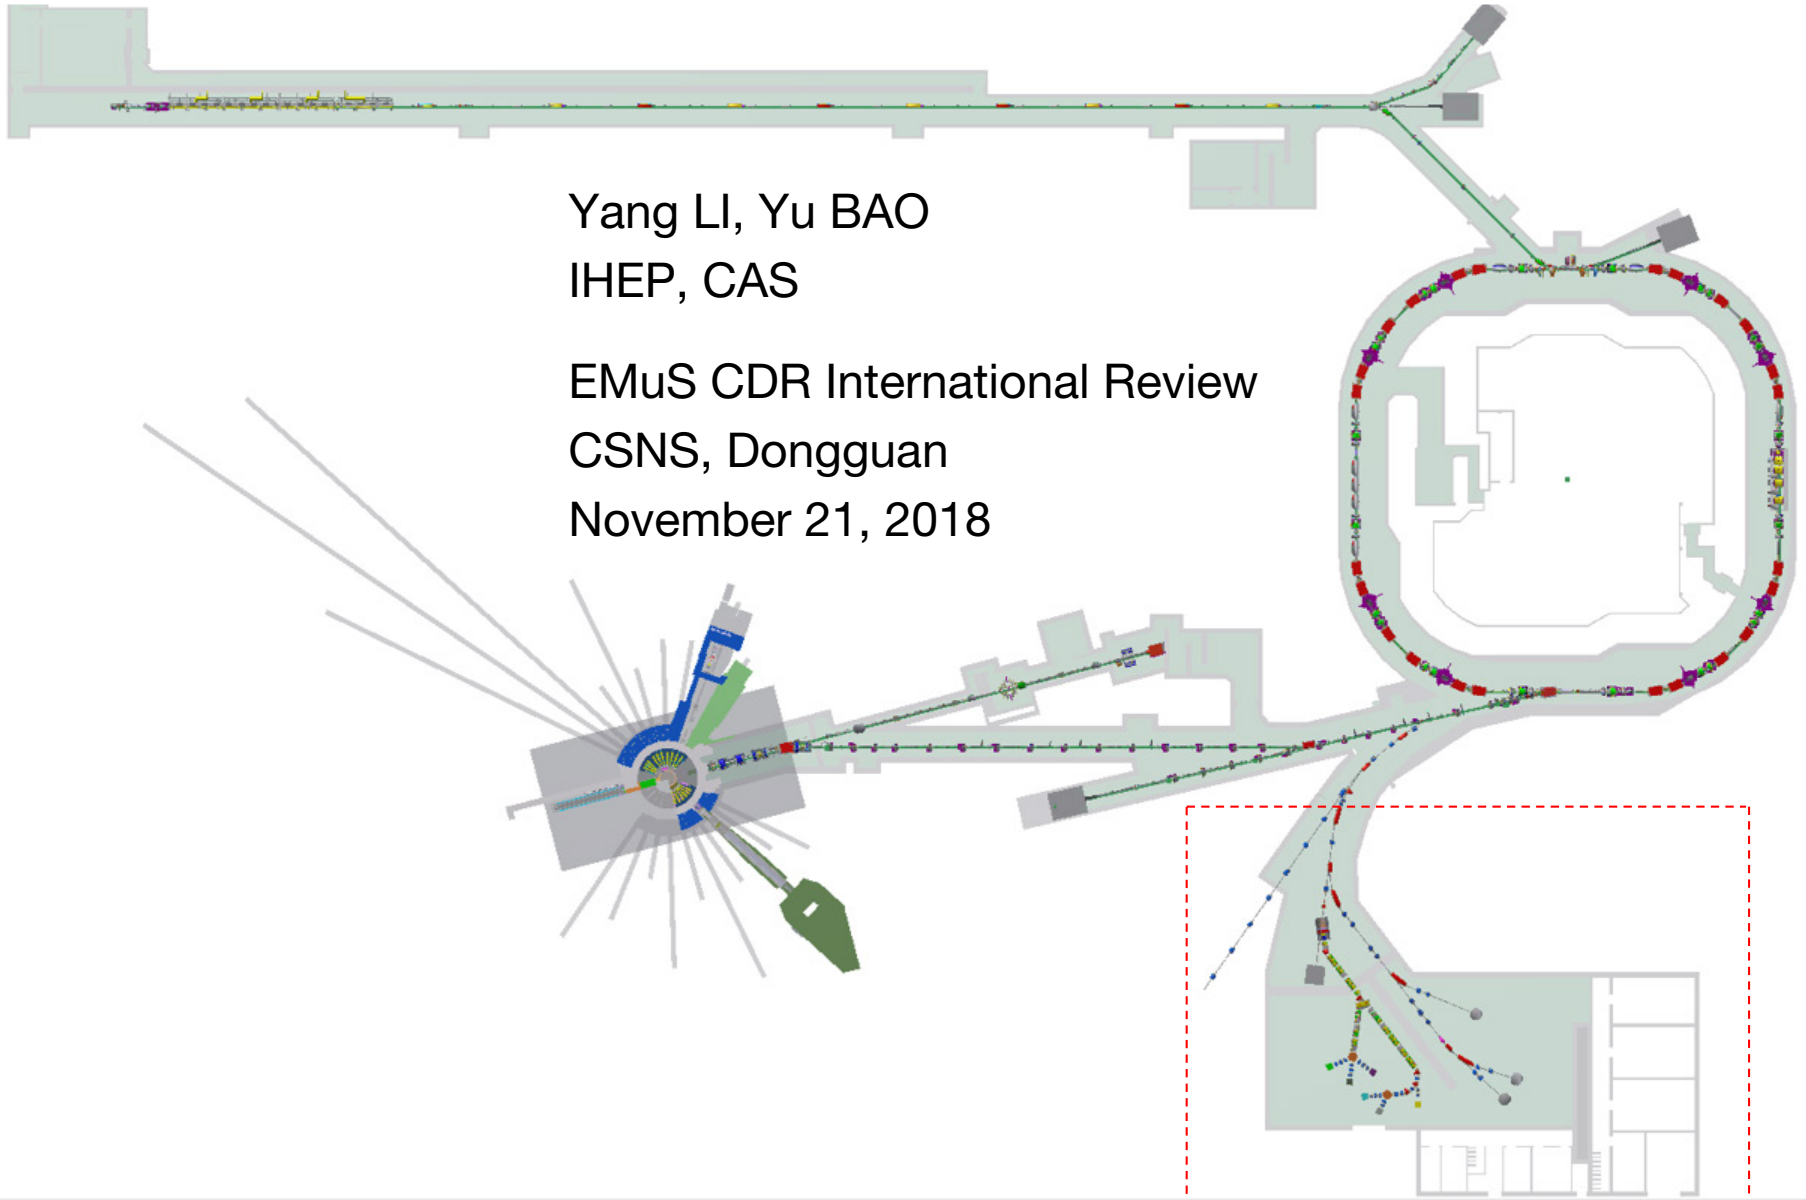 Yang LI, Yu BAO
IHEP, CAS
EMuS CDR International Review
CSNS, Dongguan
November 21, 2018